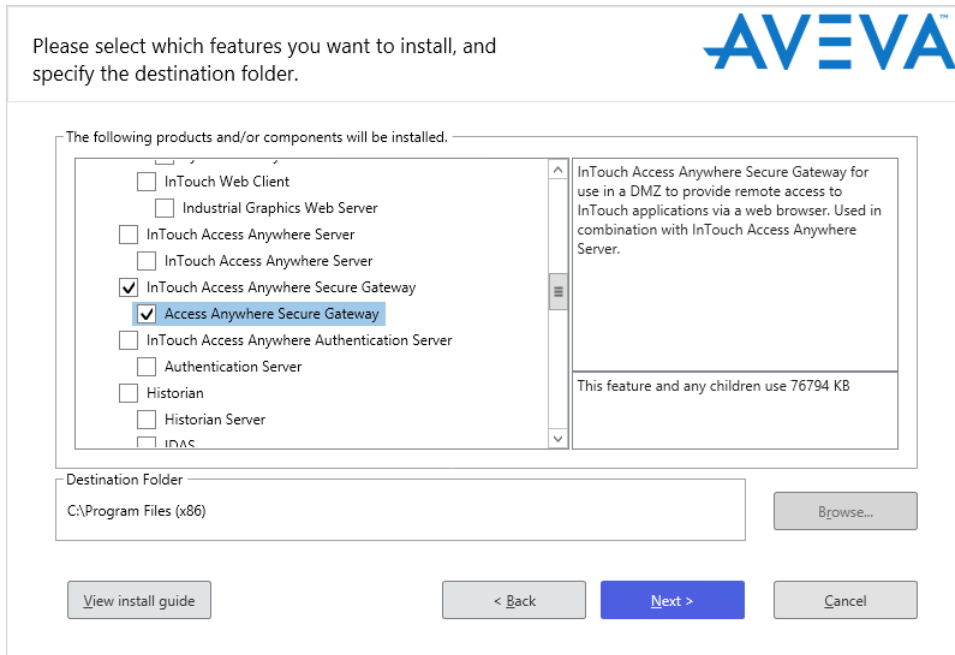 Please select which features you want to install, and
specify the destination folder.
AVEVA™
The following products and/or components will be installed.
InTouch Web Client
Industrial Graphics Web Server
InTouch Access Anywhere Server
InTouch Access Anywhere Server
InTouch Access Anywhere Secure Gateway
Access Anywhere Secure Gateway
InTouch Access Anywhere Authentication Server
Authentication Server
Historian
Historian Server
IDAS
InTouch Access Anywhere Secure Gateway for
use in a DMZ to provide remote access to
InTouch applications via a web browser. Used in
combination with InTouch Access Anywhere
Server.
This feature and any children use 76794 KB
Destination Folder
C:\Program Files (x86)
Browse...
View install guide
< Back
Next >
Cancel